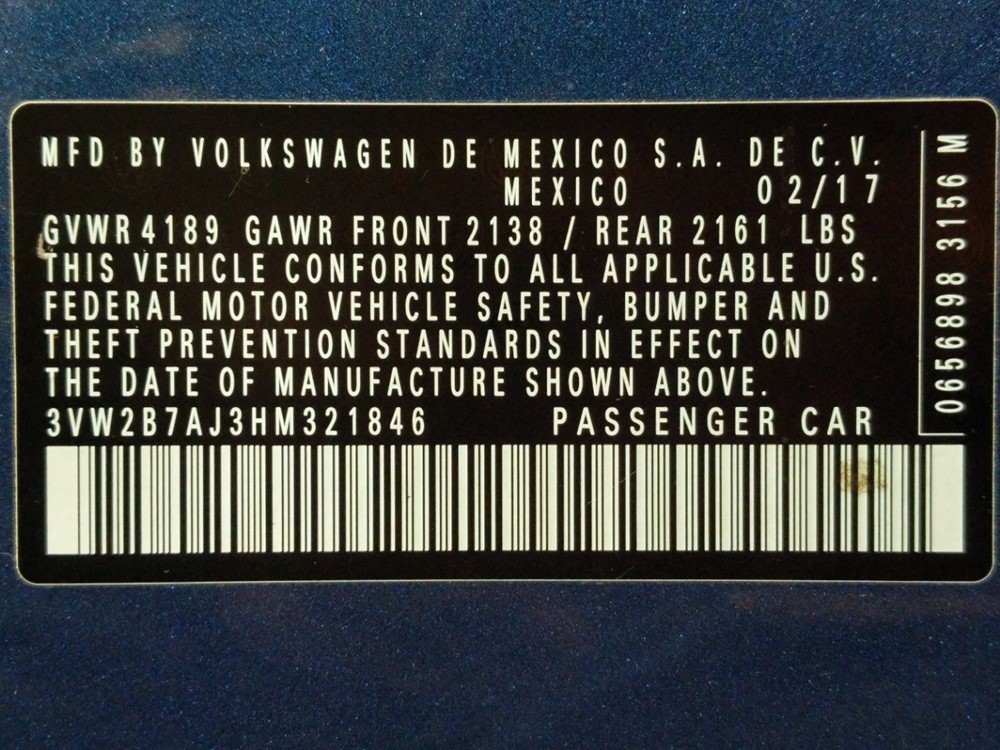 MFD BY VOLKSWAGEN DE MEXICO S.A. DE C.V.
MEXICO 02/17
GVWR 4189 GAWR FRONT 2138 / REAR 2161 LBS
THIS VEHICLE CONFORMS TO ALL APPLICABLE U.S.
FEDERAL MOTOR VEHICLE SAFETY, BUMPER AND
THEFT PREVENTION STANDARDS IN EFFECT ON
THE DATE OF MANUFACTURE SHOWN ABOVE.
3VW2B7AJ3HM321846 PASSENGER CAR
0656898 3156 M